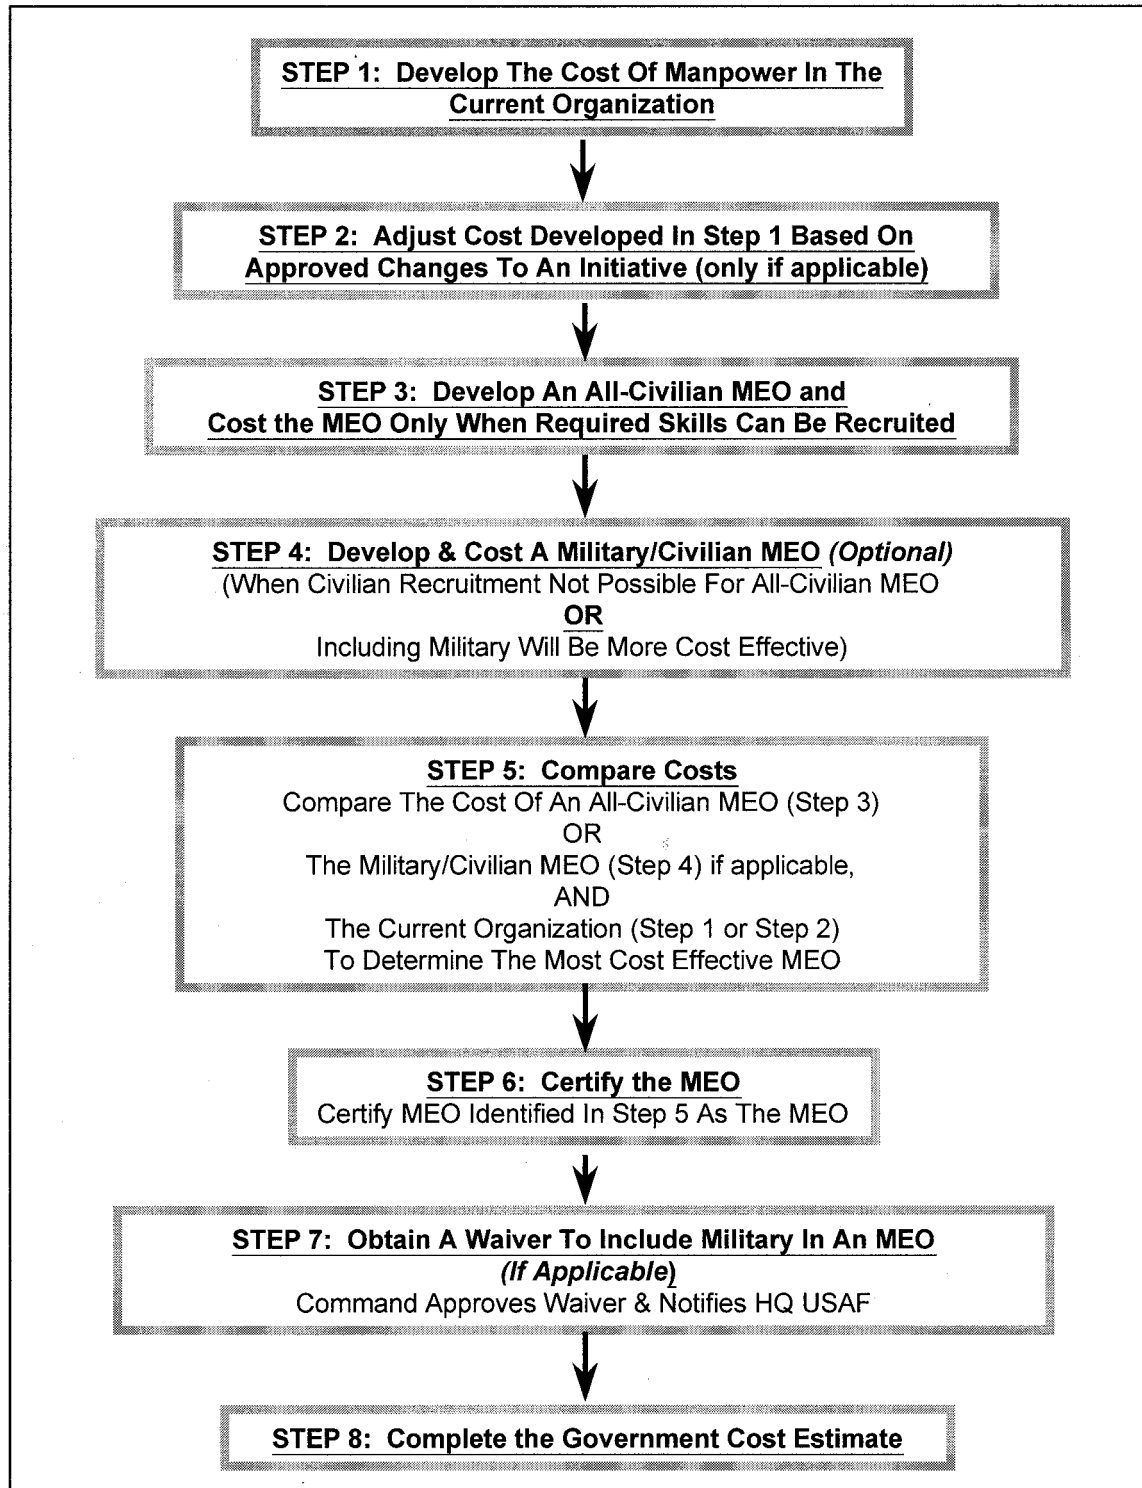 STEP 1: Develop The Cost Of Manpower In The
Current Organization
STEP 2: Adjust Cost Developed In Step 1 Based On
Approved Changes To An Initiative (only if applicable)
STEP 3: Develop An All-Civilian MEO and
Cost the MEO Only When Required Skills Can Be Recruited
STEP 4: Develop & Cost A Military/Civilian MEO (Optional)
(When Civilian Recruitment Not Possible For All-Civilian MEO
OR
Including Military Will Be More Cost Effective)
STEP 5: Compare Costs
Compare The Cost Of An All-Civilian MEO (Step 3)
OR
The Military/Civilian MEO (Step 4) if applicable,
AND
The Current Organization (Step 1 or Step 2)
To Determine The Most Cost Effective MEO
STEP 6: Certify the MEO
Certify MEO Identified In Step 5 As The MEO
STEP 7: Obtain A Waiver To Include Military In An MEO
(If Applicable)
Command Approves Waiver & Notifies HQ USAF
STEP 8: Complete the Government Cost Estimate